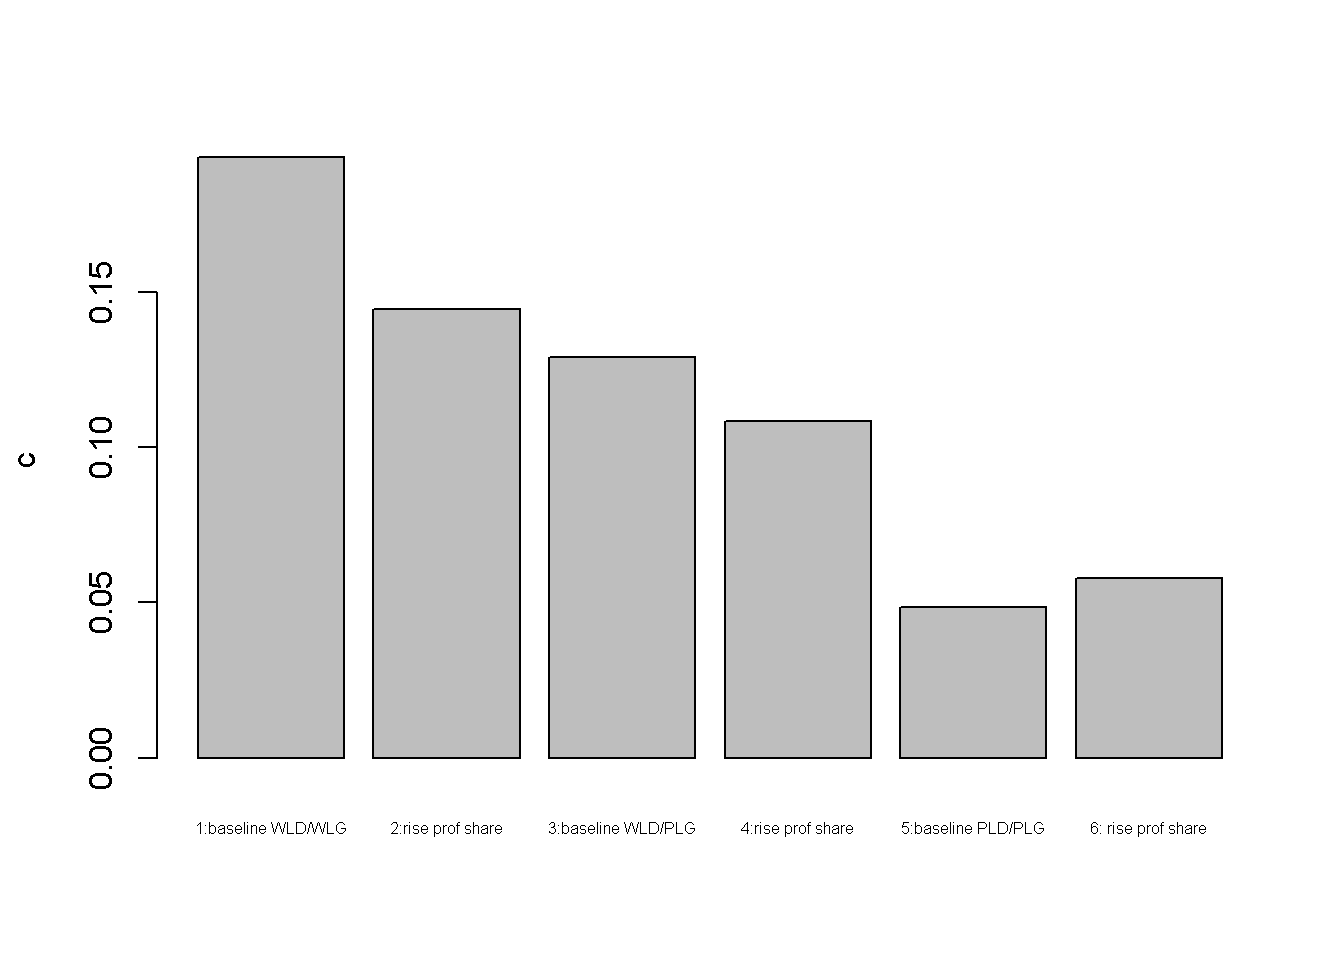 c
0.15
0.10
0.05
0.00
1:baseline WLD/WLG
2:rise prof share
3:baseline WLD/PLG
4:rise prof share
5:baseline PLD/PLG
6: rise prof share